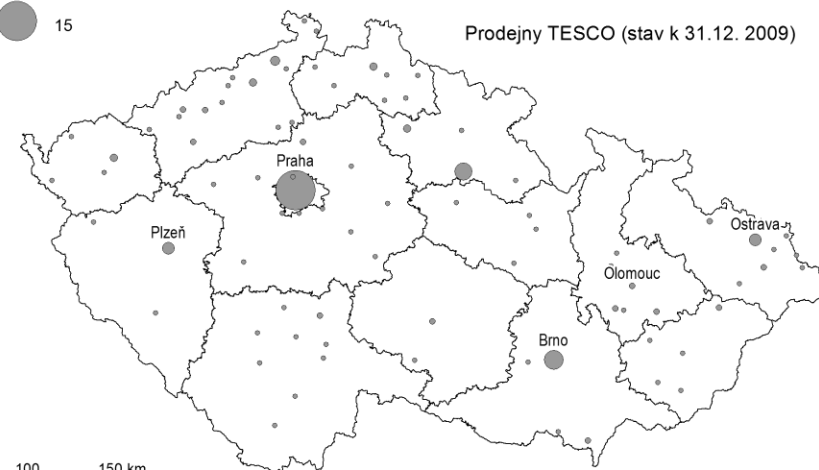 15
Prodejny TESCO (stav k 31.12. 2009)
Praha
Plzeň
Ostrava
Olomouc
Brno
100 150 km